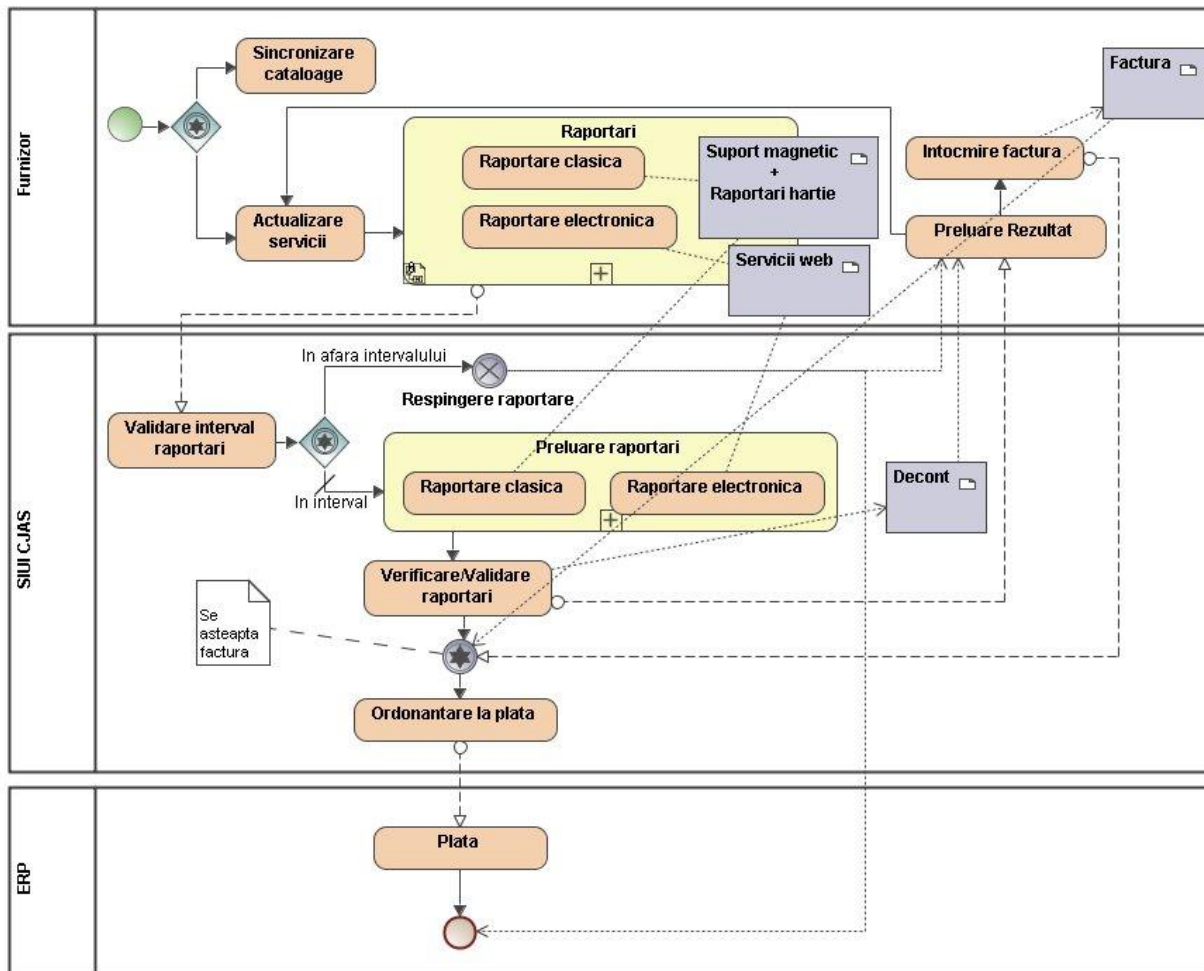 Furnizor
Sincronizare
cataloage
Actualizare
servicii
Raportari
Raportare clasica
Raportare electronica
Suport magnetic
+
Raportari hartie
Servicii web
Factura
Intocmire factura
Preluare Rezultat
SIUI CJAS
In afara intervalului
Respingere raportare
Validare interval
raportari
In interval
Preluare raportari
Raportare clasica
Raportare electronica
Decont
Verificare/Validare
raportari
Se
asteapta
factura
Ordonantare la plata
ERP
Plata